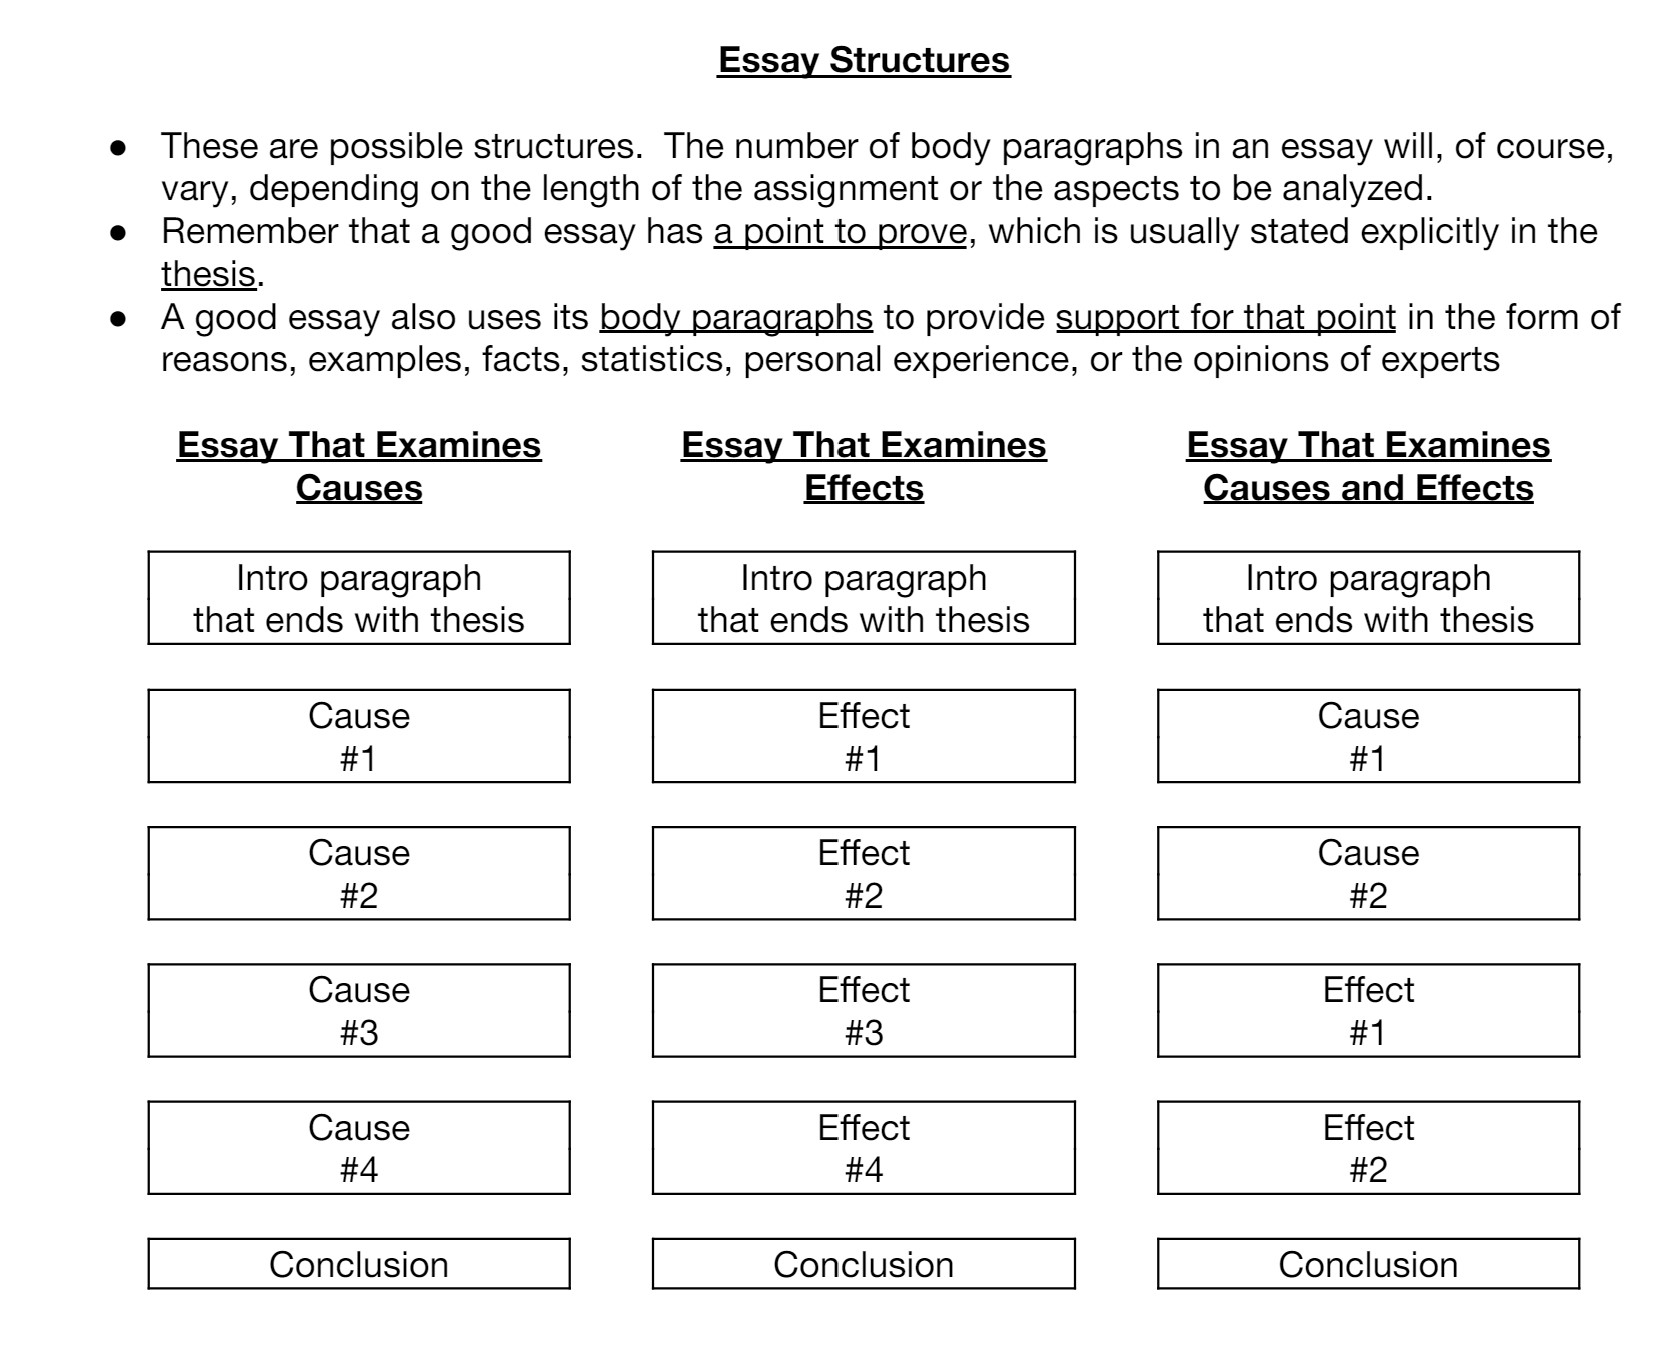 Essay Structures
● These are possible structures.  The number of body paragraphs in an essay will, of course,
vary, depending on the length of the assignment or the aspects to be analyzed.
● Remember that a good essay has a point to prove, which is usually stated explicitly in the
thesis.
● A good essay also uses its body paragraphs to provide support for that point in the form of
reasons, examples, facts, statistics, personal experience, or the opinions of experts
Essay That Examines
Causes
Intro paragraph
that ends with thesis
Cause
#1
Cause
#2
Cause
#3
Cause
#4
Conclusion
Essay That Examines
Effects
Intro paragraph
that ends with thesis
Effect
#1
Effect
#2
Effect
#3
Effect
#4
Conclusion
Essay That Examines
Causes and Effects
Intro paragraph
that ends with thesis
Cause
#1
Cause
#2
Effect
#1
Effect
#2
Conclusion